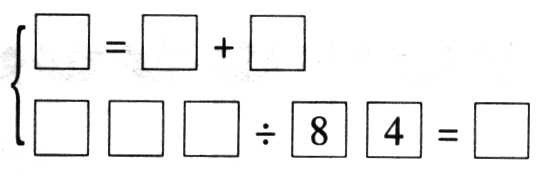 { □ = □ + □
□ □ □ ÷ 8 4 = □